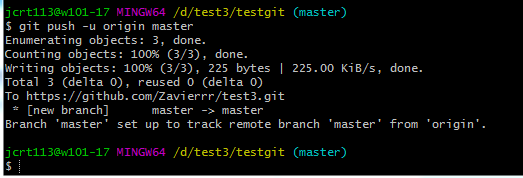 jcrt113@w101-17 MINGW64 /d/test3/testgit (master)
$ git push -u origin master
Enumerating objects: 3, done.
Counting objects: 100% (3/3), done.
Writing objects: 100% (3/3), 225 bytes | 225.00 KiB/s, done.
Total 3 (delta 0), reused 0 (delta 0)
To https://github.com/Zavierrr/test3.git
 * [new branch]      master -> master
Branch 'master' set up to track remote branch 'master' from 'origin'.
jcrt113@w101-17 MINGW64 /d/test3/testgit (master)
$